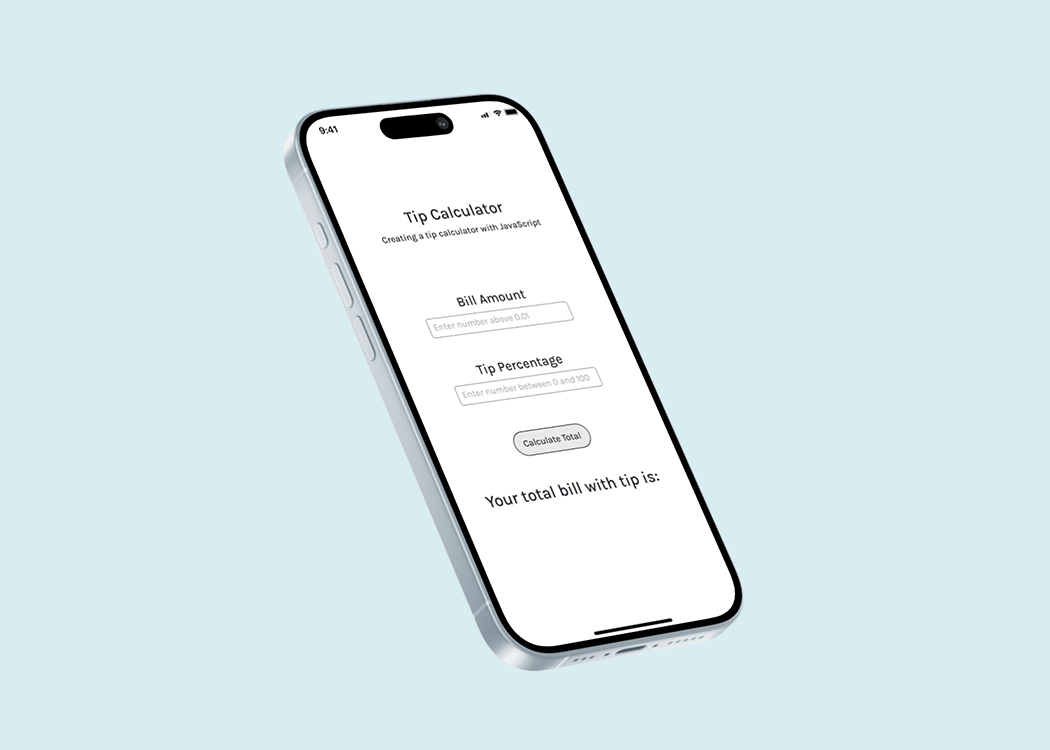 9:41
Tip Calculator
Creating a tip calculator with JavaScript
Bill Amount
Enter number above 0.01
Tip Percentage
Enter number between 0 and 100
Calculate Total
Your total bill with tip is: